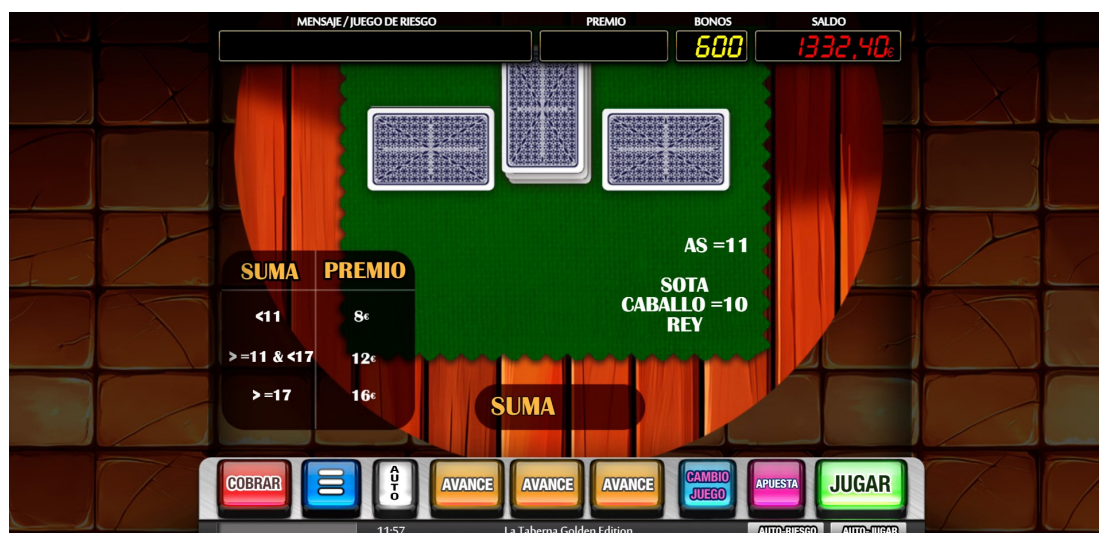 MENSAJE / JUEGO DE RIESGO PREMIO BONOS SALDO
600 1332,40€
AS =11
SUMA PREMIO
SOTA
<11 8€
CABALLO =10
REY
> =11 & <17 12€
> =17 16€
SUMA
COBRAR AUTO AVANCE AVANCE AVANCE CAMBIO JUEGO APUESTA JUGAR
11:57 La Taberna Golden Edition AUTO-RIESGO AUTO-JUGAR